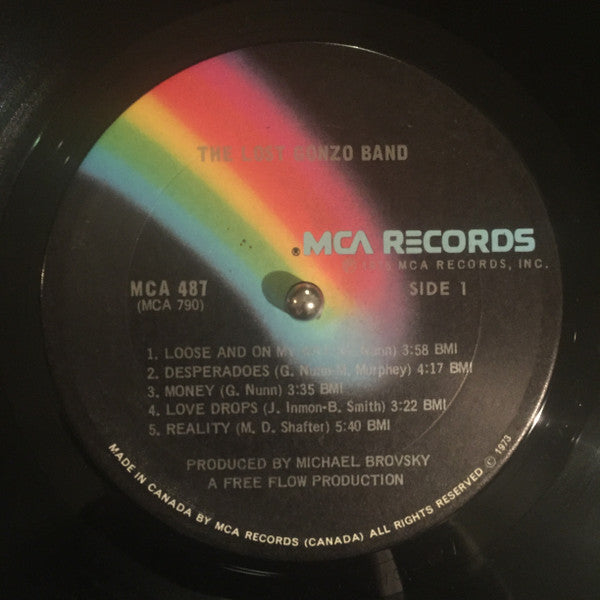 THE LOST GONZO BAND
MCA RECORDS
MCA RECORDS, INC.
MCA 487
(MCA 790)
SIDE 1
1. LOOSE AND ON MY Nunn) 3:58 BMI
2. DESPERADOES (G. Nunn-M. Murphey) 4:17 BMI
3. MONEY (G. Nunn) 3:35 BMI
4. LOVE DROPS (J. Inmon-B. Smith) 3:22 BMI
5. REALITY (M. D. Shafter) 5:40 BMI
PRODUCED BY MICHAEL BROVSKY
A FREE FLOW PRODUCTION
MADE IN CANADA BY MCA RECORDS (CANADA) ALL RIGHTS RESERVED © 1973